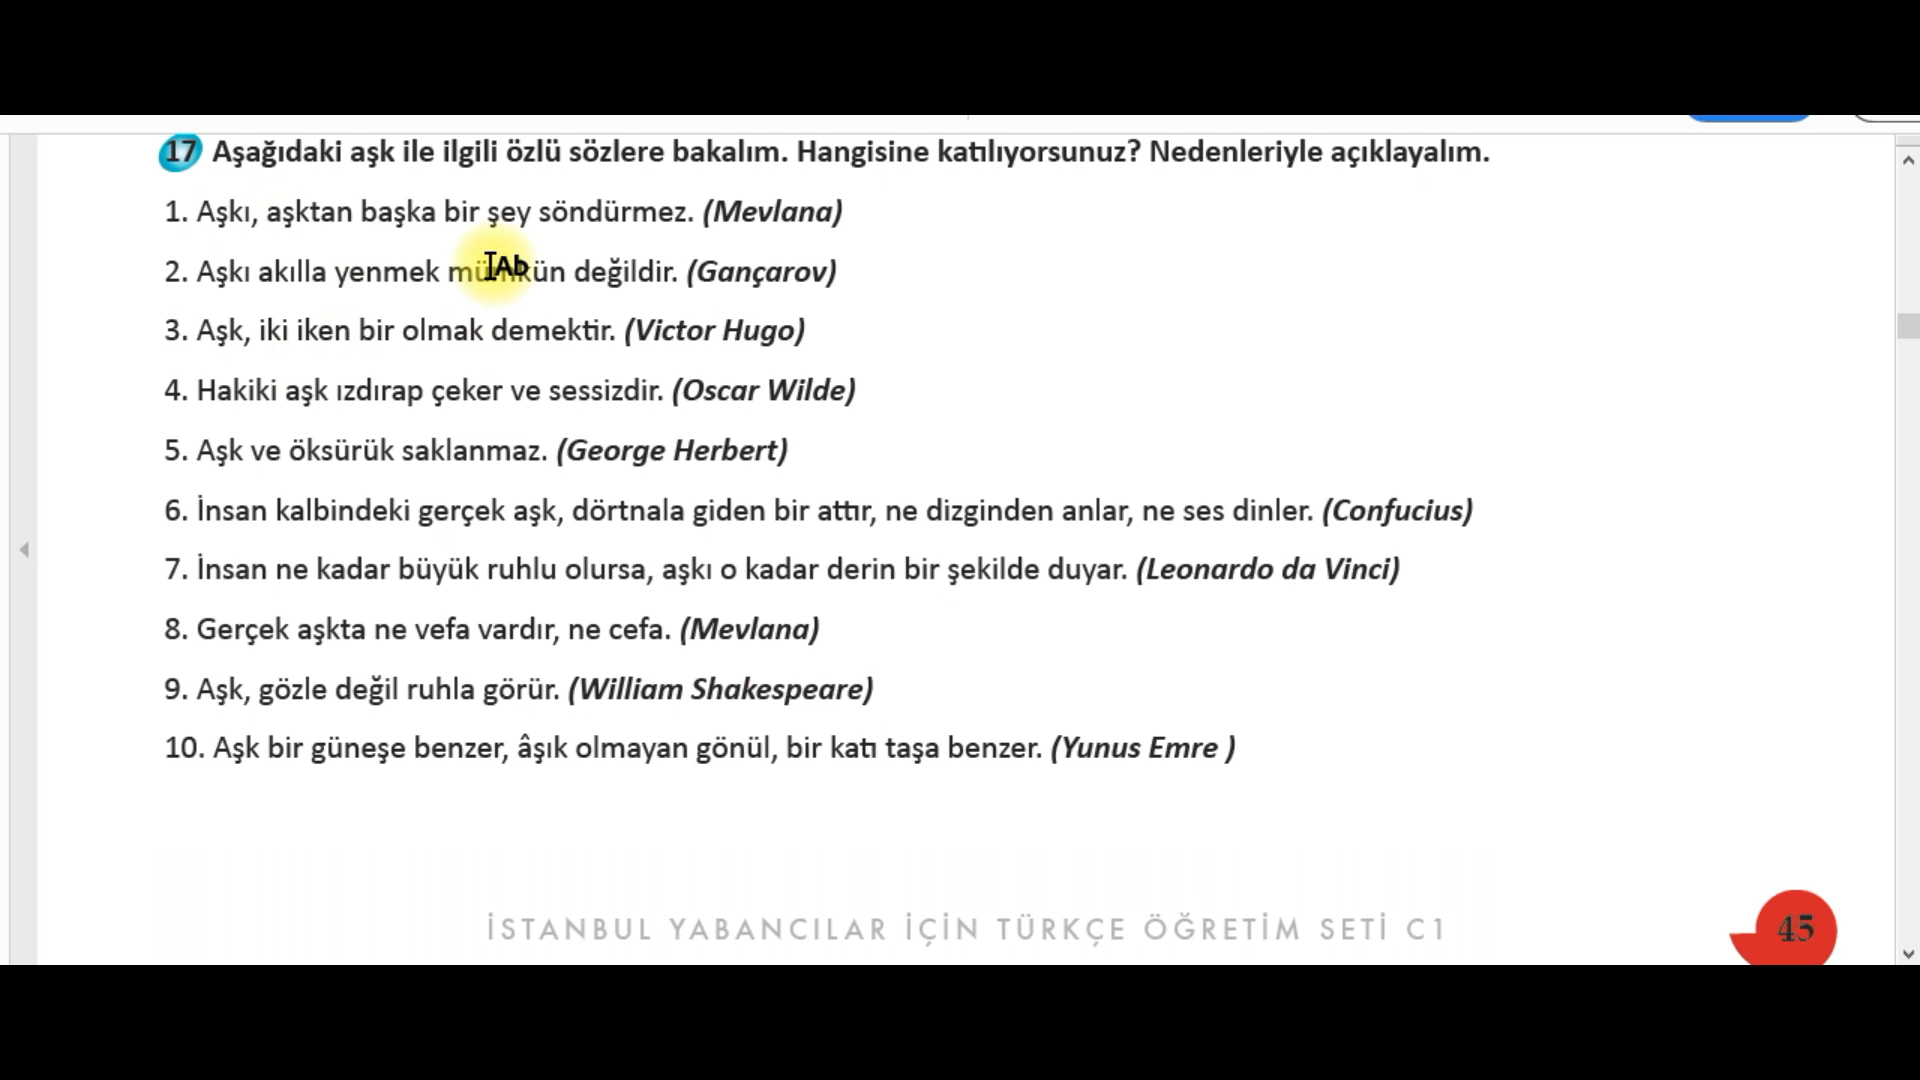 17 Aşağıdaki aşk ile ilgili özlü sözlere bakalım. Hangisine katılıyorsunuz? Nedenleriyle açıklayalım.
1. Aşkı, aşktan başka bir şey söndürmez. (Mevlana)
2. Aşkı akılla yenmek mümkün değildir. (Gançarov)
Ab
3. Aşk, iki iken bir olmak demektir. (Victor Hugo)
4. Hakiki aşk ızdırap çeker ve sessizdir. (Oscar Wilde)
5. Aşk ve öksürük saklanmaz. (George Herbert)
6. İnsan kalbindeki gerçek aşk, dörtnala giden bir attır, ne dizginden anlar, ne ses dinler. (Confucius)
7. İnsan ne kadar büyük ruhlu olursa, aşkı o kadar derin bir şekilde duyar. (Leonardo da Vinci)
8. Gerçek aşkta ne vefa vardır, ne cefa. (Mevlana)
9. Aşk, gözle değil ruhla görür. (William Shakespeare)
10. Aşk bir güneşe benzer, âşık olmayan gönül, bir katı taşa benzer. (Yunus Emre )
İSTANBUL YABANCILAR İÇİN TÜRKÇE ÖĞRETİM SETİ C1
45